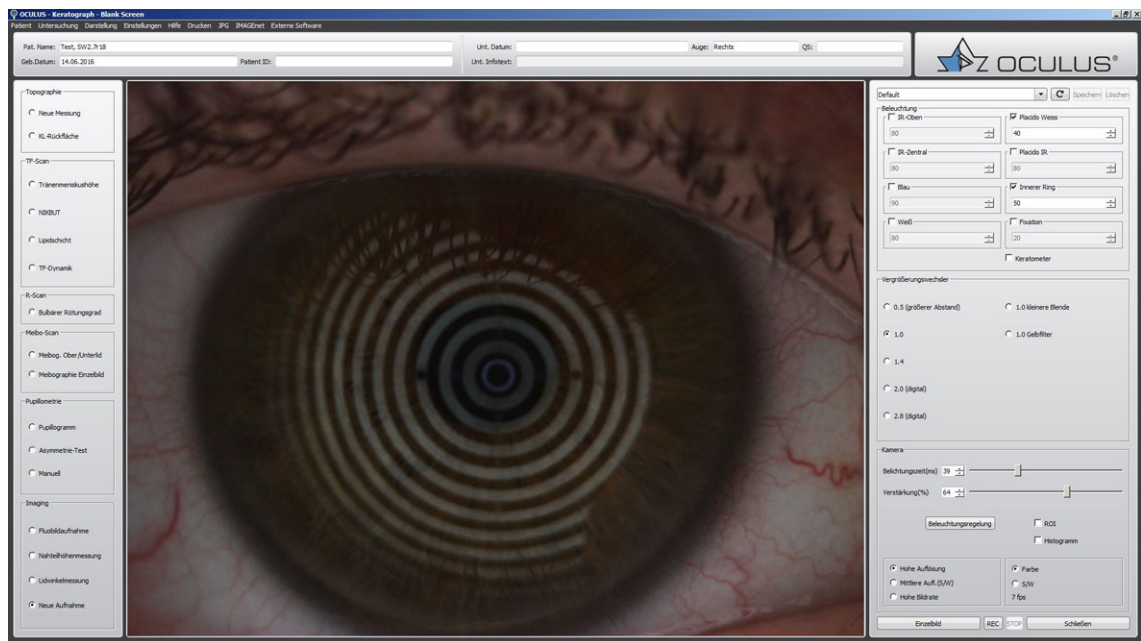 OCULUS - Keratograph - Blank Screen
Patient Untersuchung Darstellung Einstellungen Hilfe Drucken JPG IMAGEnet Externe Software
Pat. Name: Test, SW2.7r18
Unt. Datum:
Auge: Rechts
QS:
Geb.Datum: 14.06.2016
Patient ID:
Unt. Infotext:
OCULUS®
Topographie
Neue Messung
KL-Rückfläche
TF-Scan
Tränenmeniskushöhe
NIKBUT
Lipidschicht
TF-Dynamik
R-Scan
Bulbärer Rötungsgrad
Meibo-Scan
Meibog. Ober/Unterlid
Meibographie Einzelbild
Pupillometrie
Pupillogramm
Asymmetrie-Test
Manuell
Imaging
Fluobildaufnahme
Nahteilhöhenmessung
Lidwinkelmessung
Neue Aufnahme
Default
Speichern Löschen
Beleuchtung
IR-Oben
80
Placido Weiss
40
IR-Zentral
80
Placido IR
80
Blau
90
Innerer Ring
50
Weiß
80
Fixation
20
Keratometer
Vergrößerungswechsler
0.5 (größerer Abstand)
1.0 kleinere Blende
1.0
1.0 Gelbfilter
1.4
2.0 (digital)
2.8 (digital)
Kamera
Belichtungszeit(ms) 39
Verstärkung(%) 64
Beleuchtungsregelung
ROI
Histogramm
Hohe Auflösung
Mittlere Aufl.(S/W)
Hohe Bildrate
Farbe
S/W
7 fps
Einzelbild
REC
STOP
Schließen